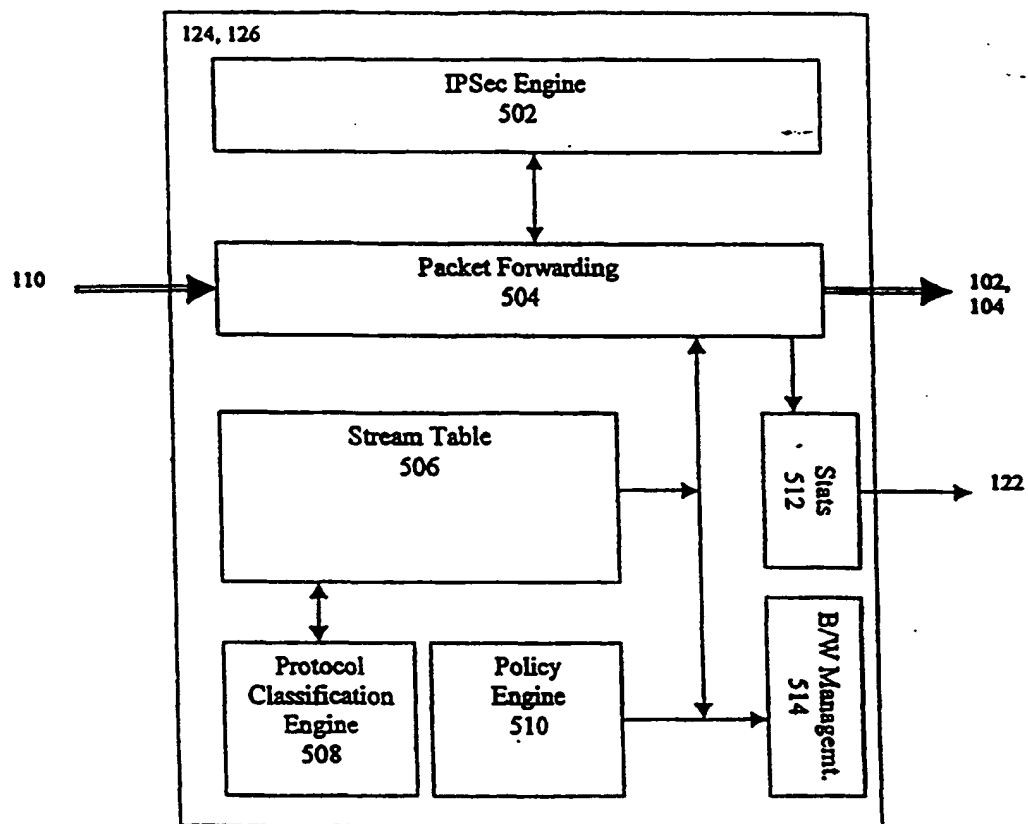 124, 126
IPSec Engine
502
110
Packet Forwarding
504
102,
104
Stream Table
506
Stats
512
122
Protocol
Classification
Engine
508
Policy
Engine
510
B/W Managemt.
514